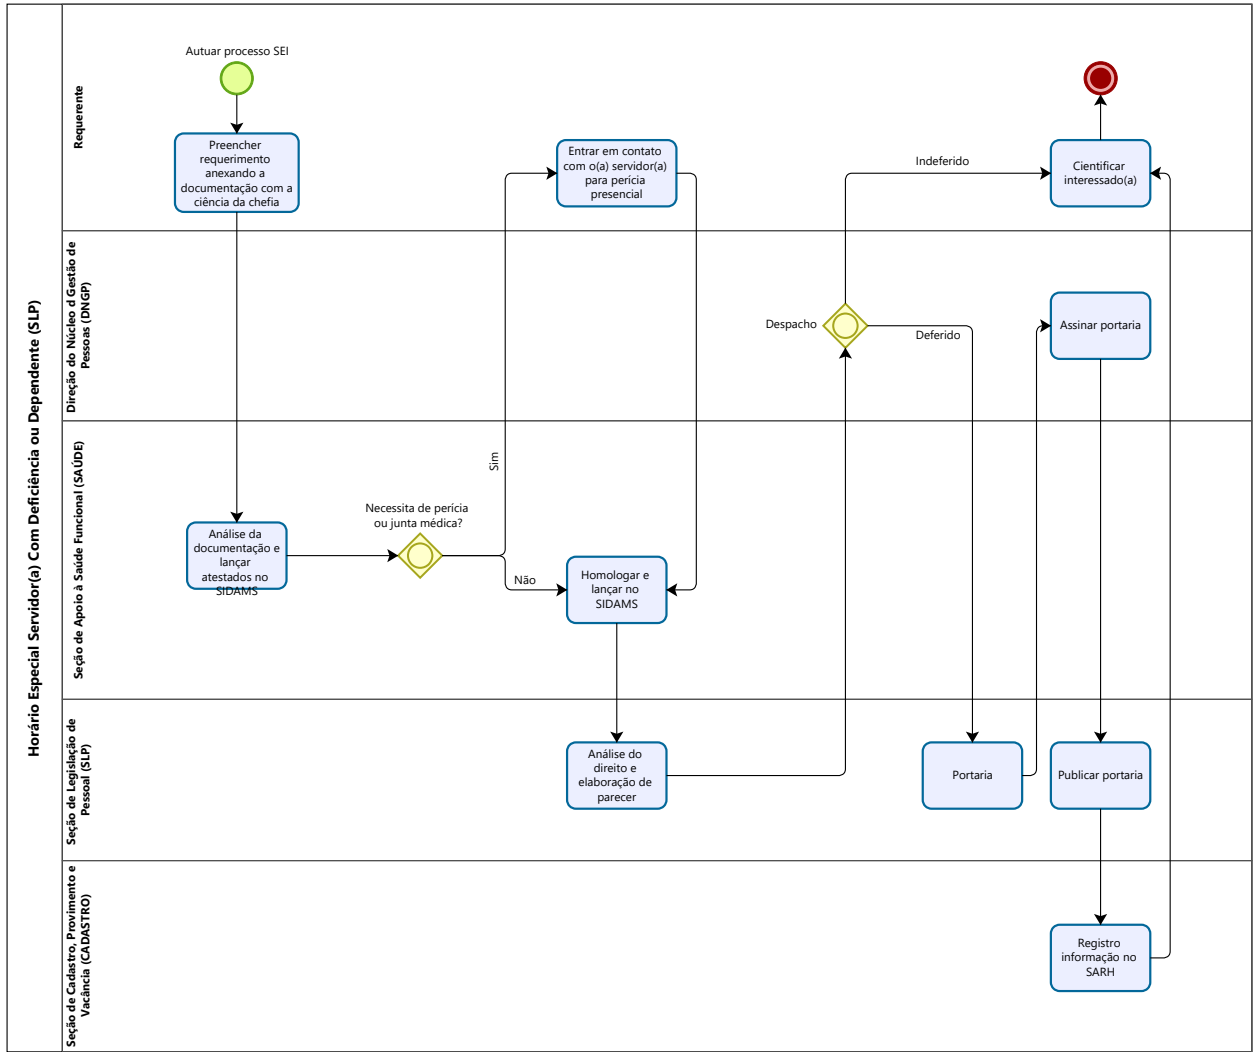 Horário Especial Servidor(a) Com Deficiência ou Dependente (SLP)
Requerente
Autuar processo SEI
Preencher
requerimento
anexando a
documentação com a
ciência da chefia
Entrar em contato
com o(a) servidor(a)
para perícia
presencial
Indeferido
Cientificar
interessado(a)
Direção do Núcleo d Gestão de
Pessoas (DNGP)
Despacho
Deferido
Assinar portaria
Seção de Apoio à Saúde Funcional (SAÚDE)
Análise da
documentação e
lançar
atestados no
SIDAMS
Necessita de perícia
ou junta médica?
Sim
Não
Homologar e
lançar no
SIDAMS
Seção de Legislação de
Pessoal (SLP)
Análise do
direito e
elaboração de
parecer
Portaria
Publicar portaria
Seção de Cadastro, Provimento e
Vacância (CADASTRO)
Registro
informação no
SARH